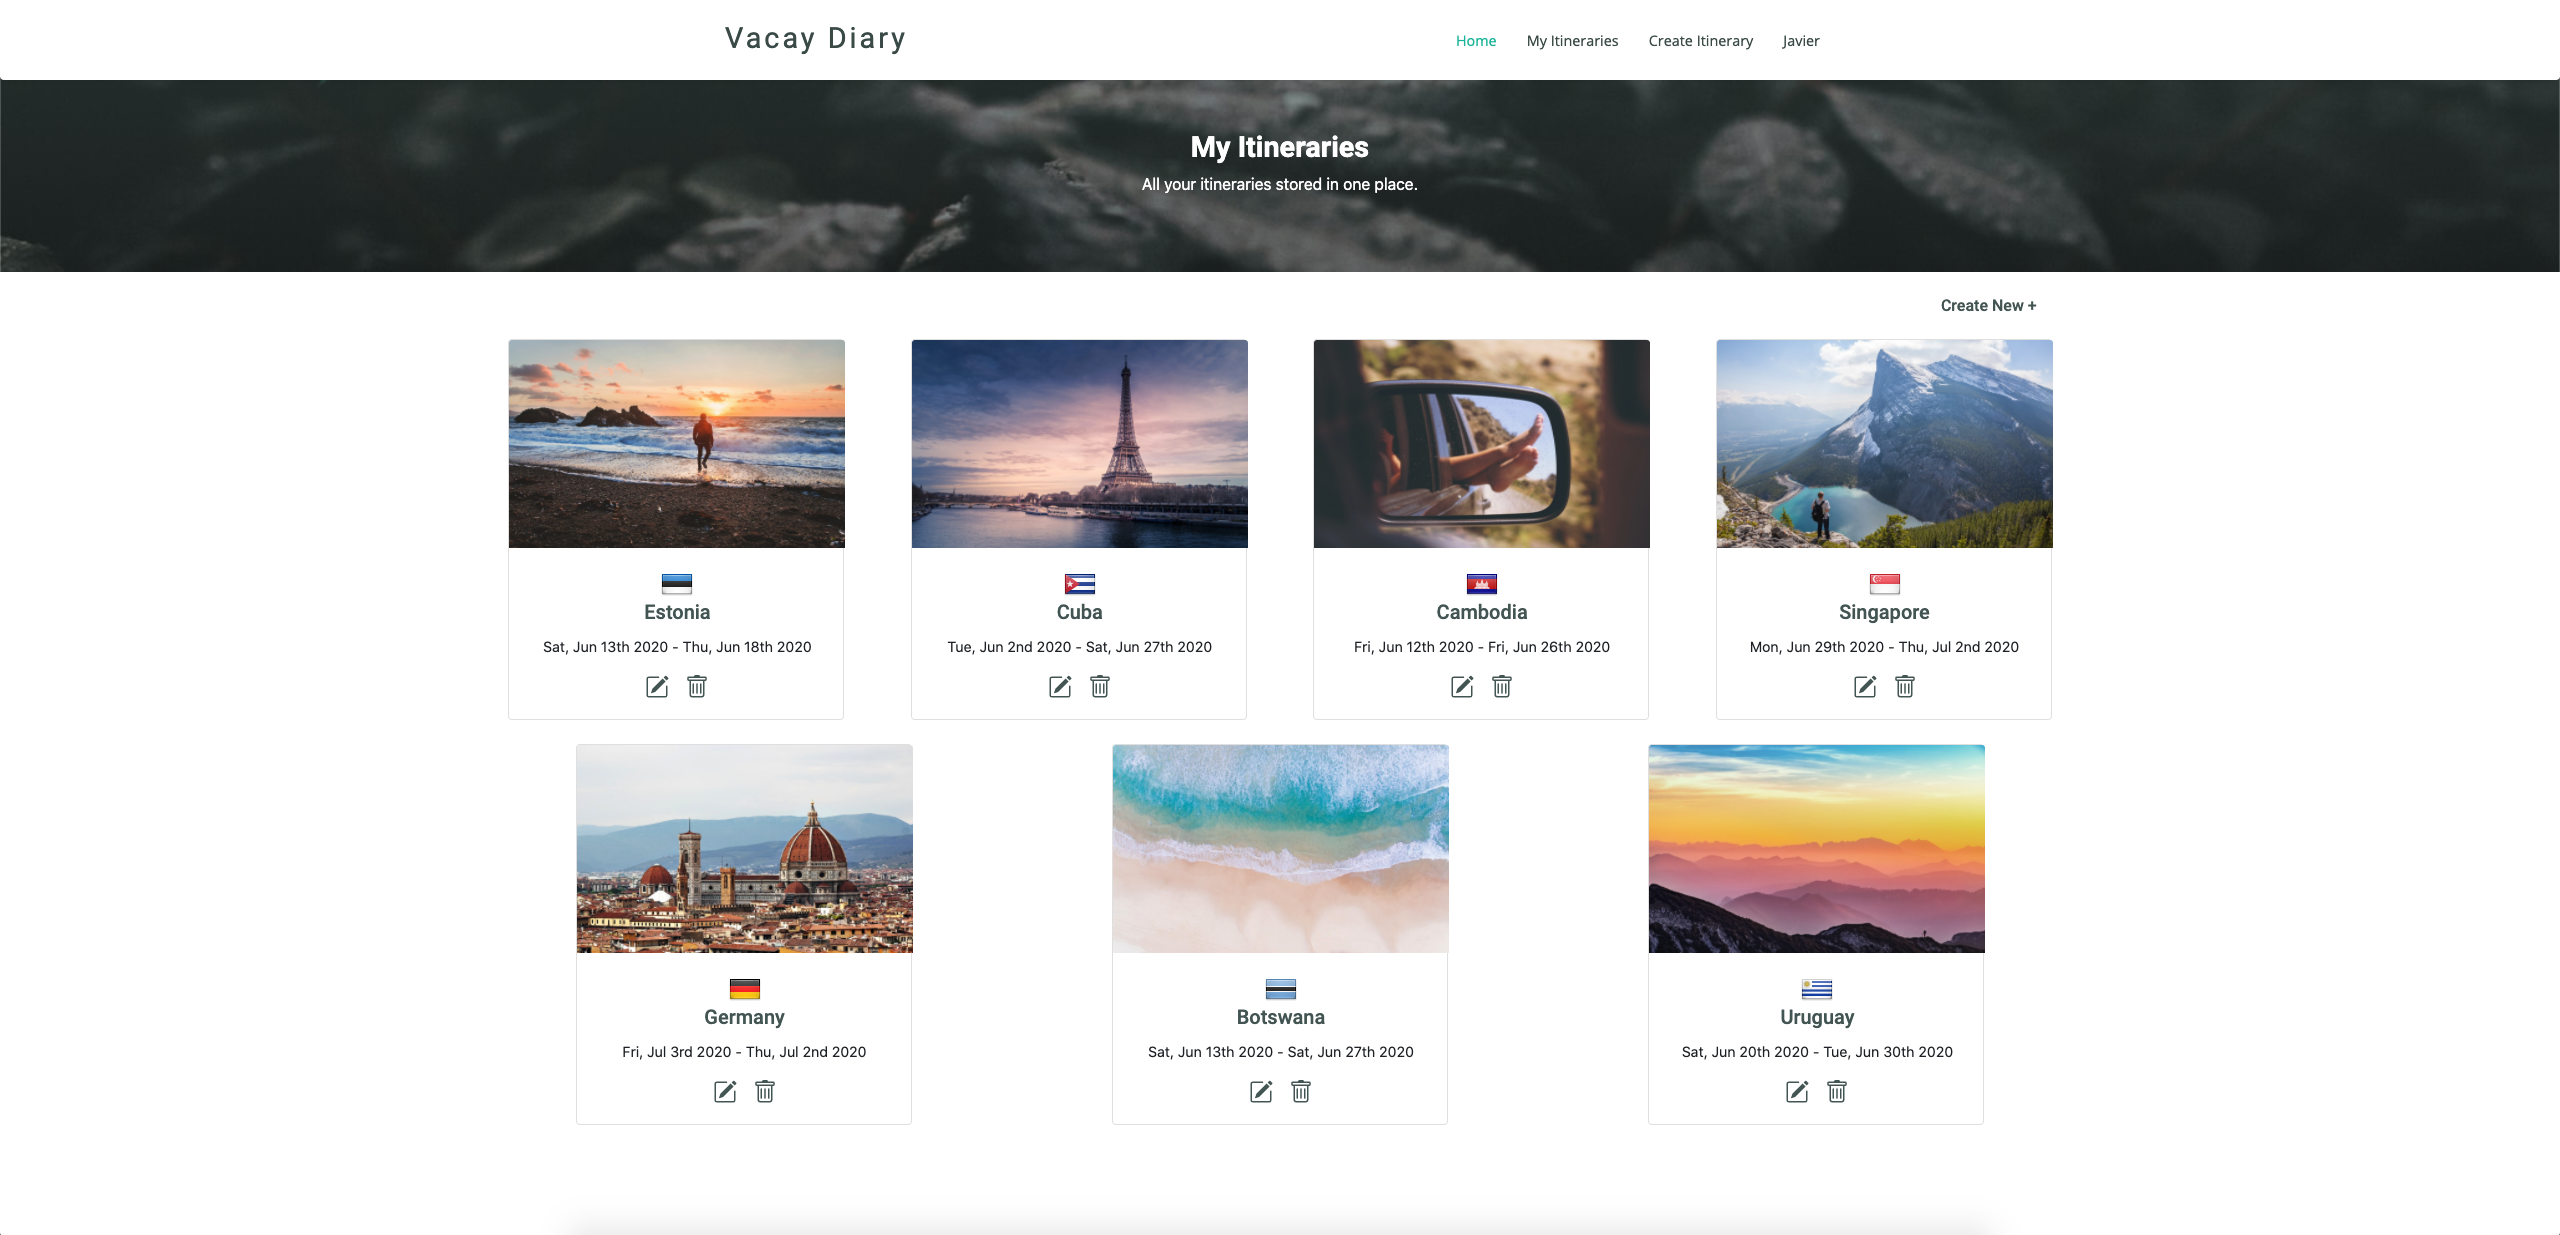 Vacay Diary
Home My Itineraries Create Itinerary Javier
My Itineraries
All your itineraries stored in one place.
Create New +
Estonia
Sat, Jun 13th 2020 - Thu, Jun 18th 2020
Cuba
Tue, Jun 2nd 2020 - Sat, Jun 27th 2020
Cambodia
Fri, Jun 12th 2020 - Fri, Jun 26th 2020
Singapore
Mon, Jun 29th 2020 - Thu, Jul 2nd 2020
Germany
Fri, Jul 3rd 2020 - Thu, Jul 2nd 2020
Botswana
Sat, Jun 13th 2020 - Sat, Jun 27th 2020
Uruguay
Sat, Jun 20th 2020 - Tue, Jun 30th 2020